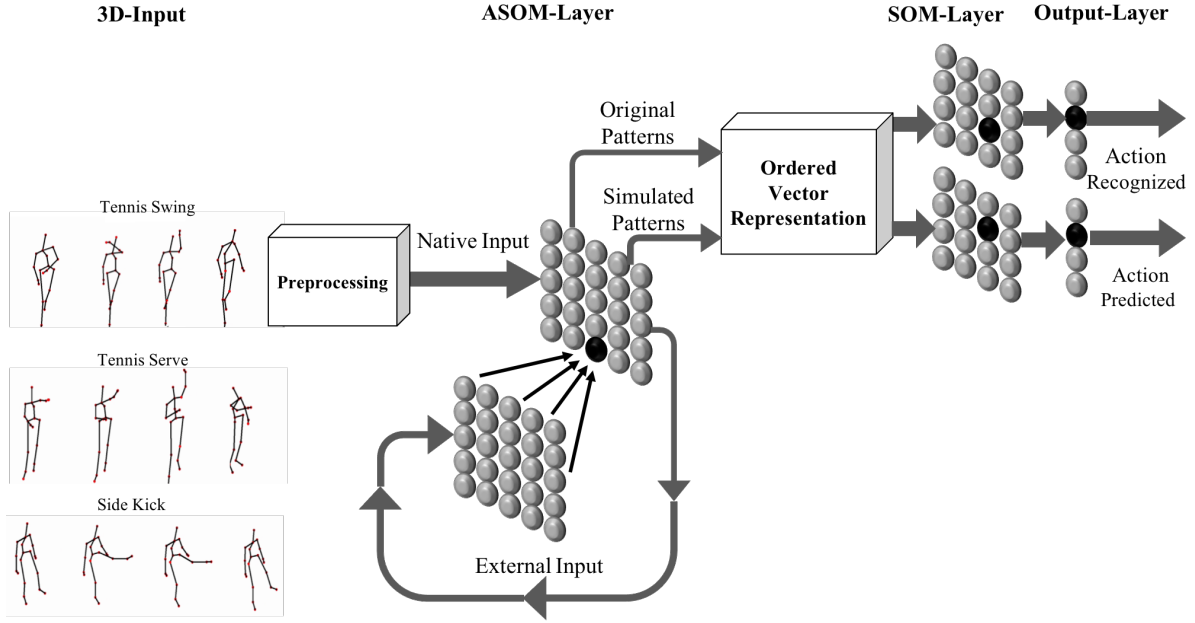 3D-Input
ASOM-Layer
SOM-Layer
Output-Layer
Original
Patterns
Simulated
Patterns
Ordered
Vector
Representation
Action
Recognized
Action
Predicted
Tennis Swing
Preprocessing
Native Input
Tennis Serve
Side Kick
External Input